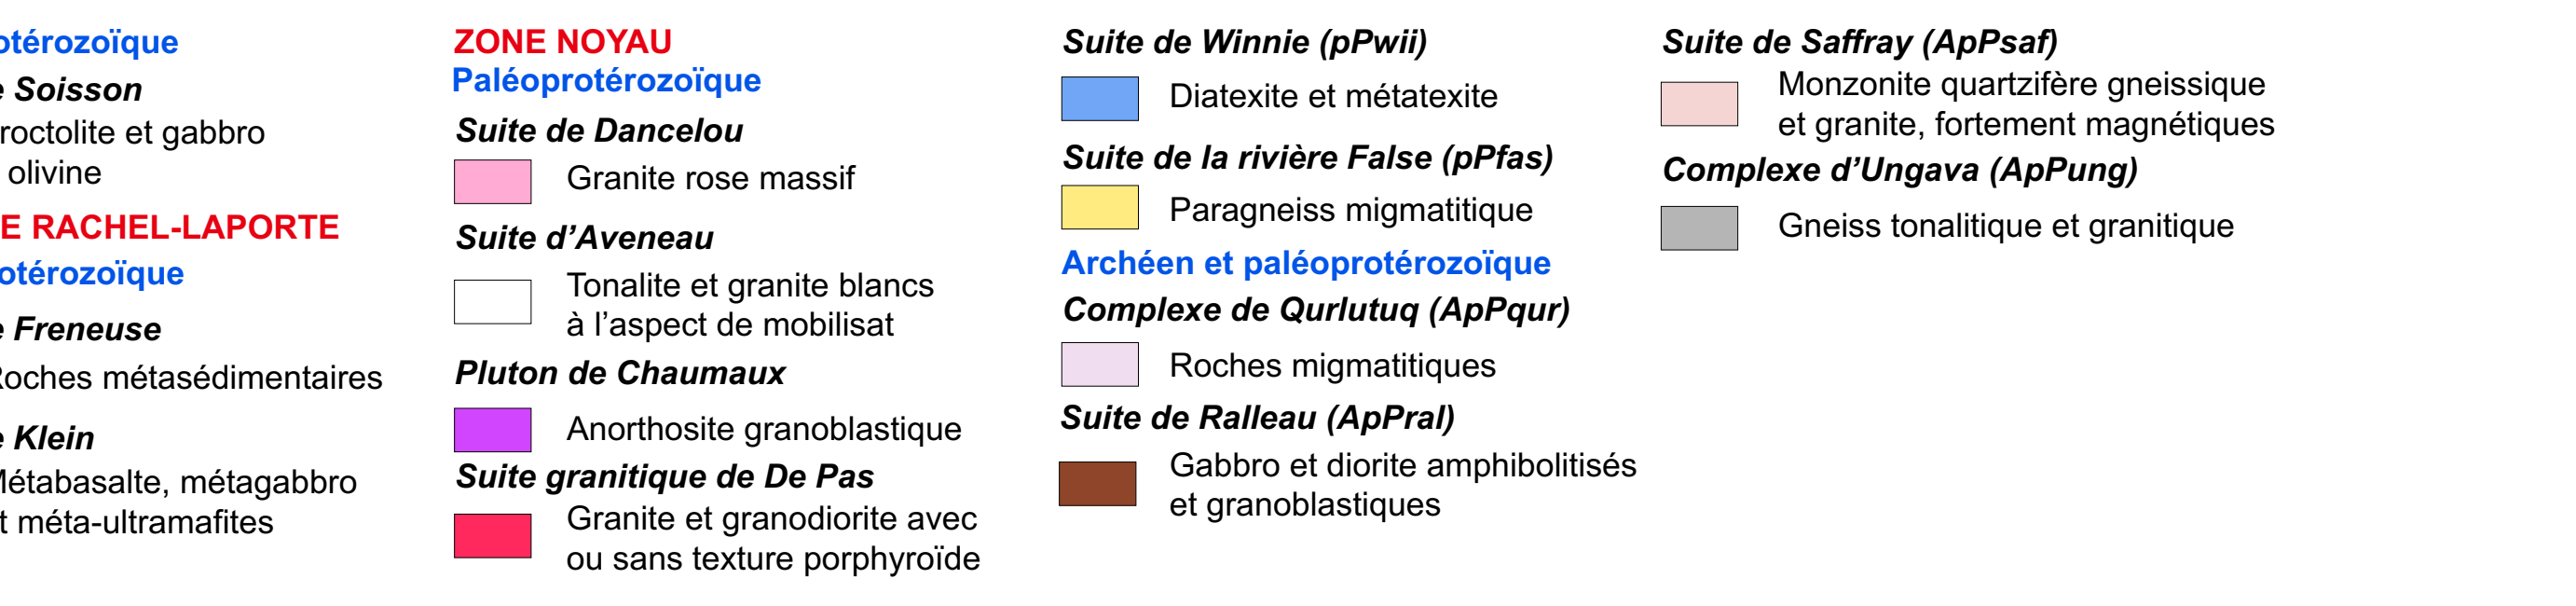 otérozoïque
Soisson
roctolite et gabbro
olivine
E RACHEL-LAPORTE
otérozoïque
Freneuse
Roches métasédimentaires
Klein
Métabasalte, métagabbro
t méta-ultramafites
ZONE NOYAU
Paléoprotérozoïque
Suite de Dancelou
Granite rose massif
Suite d’Aveneau
Tonalite et granite blancs
à l’aspect de mobilisat
Pluton de Chaumaux
Anorthosite granoblastique
Suite granitique de De Pas
Granite et granodiorite avec
ou sans texture porphyroïde
Suite de Winnie (pPwii)
Diatexite et métatexite
Suite de la rivière False (pPfas)
Paragneiss migmatitique
Archéen et paléoprotérozoïque
Complexe de Qurlutuq (ApPqur)
Roches migmatitiques
Suite de Ralleau (ApPral)
Gabbro et diorite amphibolitisés
et granoblastiques
Suite de Saffray (ApPsaf)
Monzonite quartzifère gneissique
et granite, fortement magnétiques
Complexe d’Ungava (ApPung)
Gneiss tonalitique et granitique